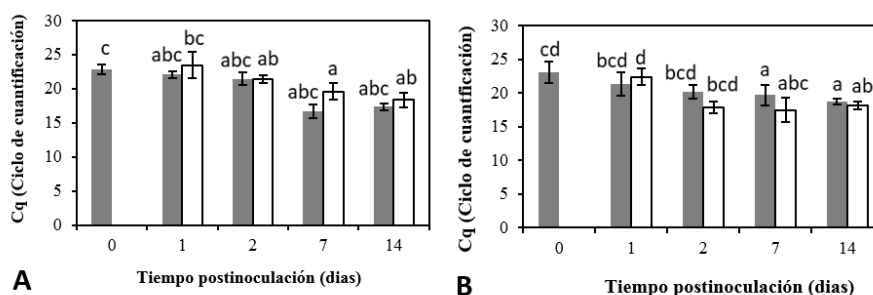 30
25
20
15
10
5
0
Cq (Ciclo de cuantificación)
c
abc
bc
abc
ab
abc
a
abc
ab
0 1 2 7 14
Tiempo postinoculación (dias)
A
30
25
20
15
10
5
0
Cq (Ciclo de cuantficación)
cd
bcd
d
bcd
bcd
a
abc
a
ab
0 1 2 7 14
Tiempo postinoculación (dias)
B